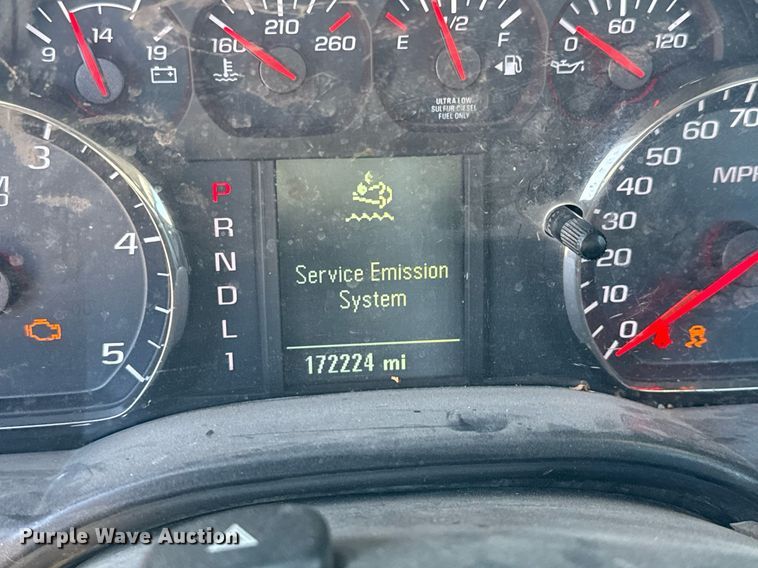 9 14 19
160 210 260
E 1/2 F
ULTRA LOW
SULFUR DIESEL
FUEL ONLY
0 60 120
3
4
5
P
R
N
D
L
1
Service Emission
System
172224 mi
0
10
20
30
40
50
60
70
MPH
Purple Wave Auction